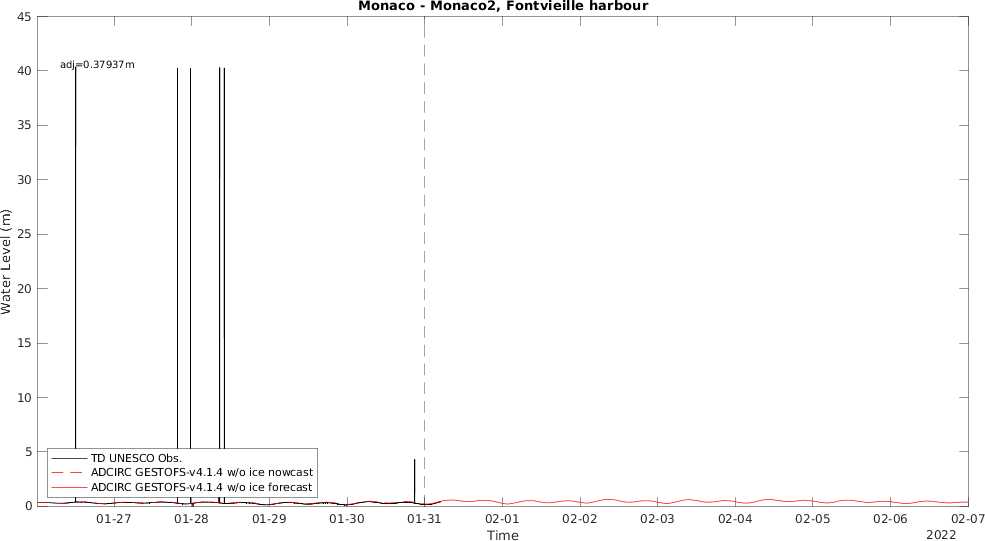 Monaco - Monaco2, Fontvieille harbour
45
40
35
30
25
20
15
10
5
0
Water Level (m)
adj=0.37937m
TD UNESCO Obs.
ADCIRC GESTOFS-v4.1.4 w/o ice nowcast
ADCIRC GESTOFS-v4.1.4 w/o ice forecast
01-27 01-28 01-29 01-30 01-31 02-01 02-02 02-03 02-04 02-05 02-06 02-07
Time
2022